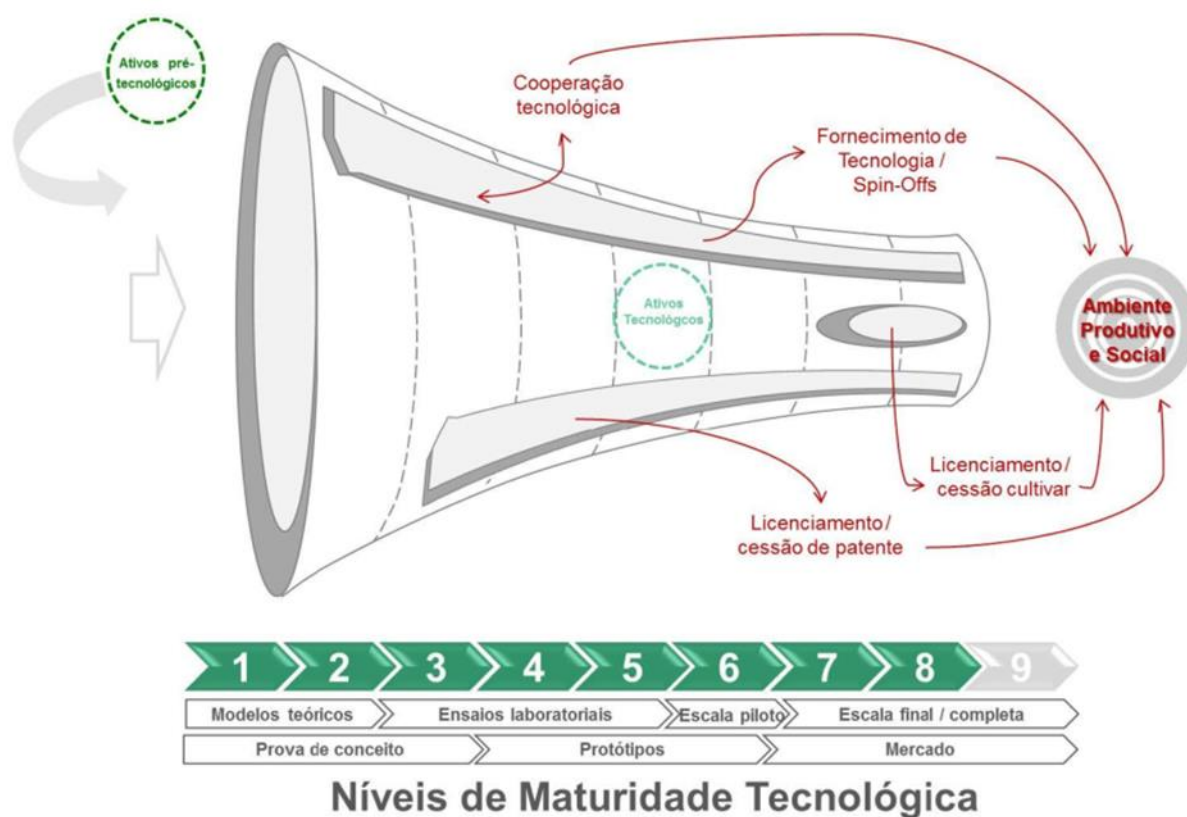 Ativos pré-
tecnológicos
Cooperação
tecnológica
Fornecimento de
Tecnologia /
Spin-Offs
Ativos
Tecnológcos
Ambiente
Produtivo
e Social
Licenciamento /
cessão cultivar
Licenciamento /
cessão de patente
1 2 3 4 5 6 7 8 9
Modelos teóricos Ensaios laboratoriais Escala piloto Escala final / completa
Prova de conceito Protótipos Mercado
Níveis de Maturidade Tecnológica